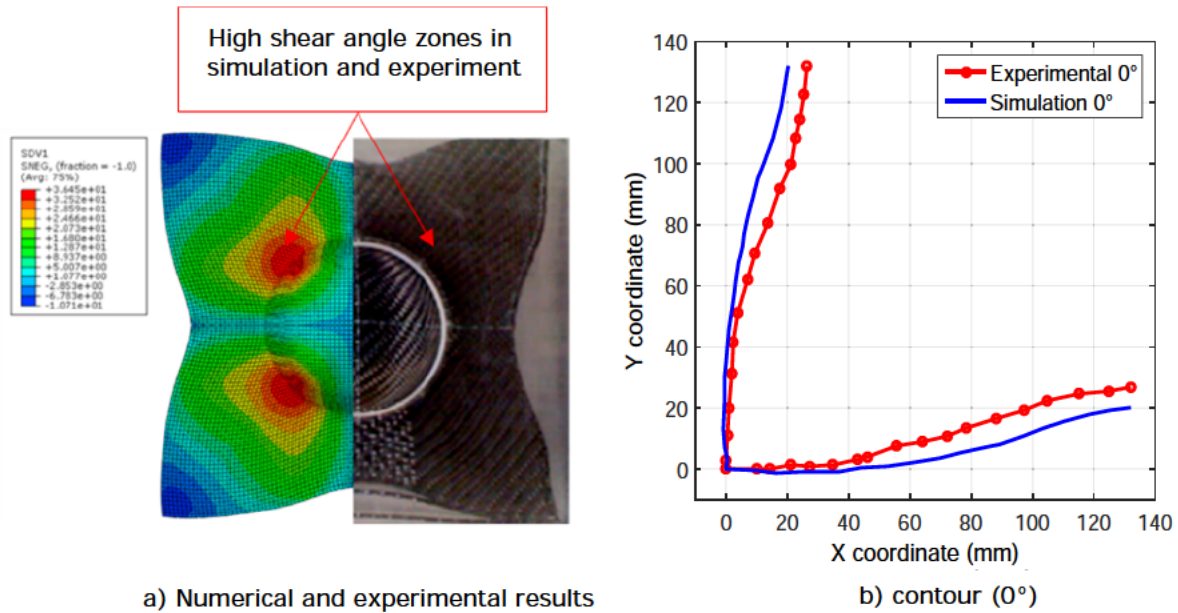 High shear angle zones in
simulation and experiment
SDV1
SNEG, (fraction = -1.0)
(Avg: 75%)
+3.645e+01
+3.252e+01
+2.859e+01
+2.466e+01
+2.073e+01
+1.680e+01
+1.287e+01
+8.937e+00
+5.007e+00
+1.077e+00
-2.853e+00
-6.783e+00
-1.071e+01
a) Numerical and experimental results
140
120
100
80
60
40
20
0
Y coordinate (mm)
Experimental 0°
Simulation 0°
0 20 40 60 80 100 120 140
X coordinate (mm)
b) contour (0°)